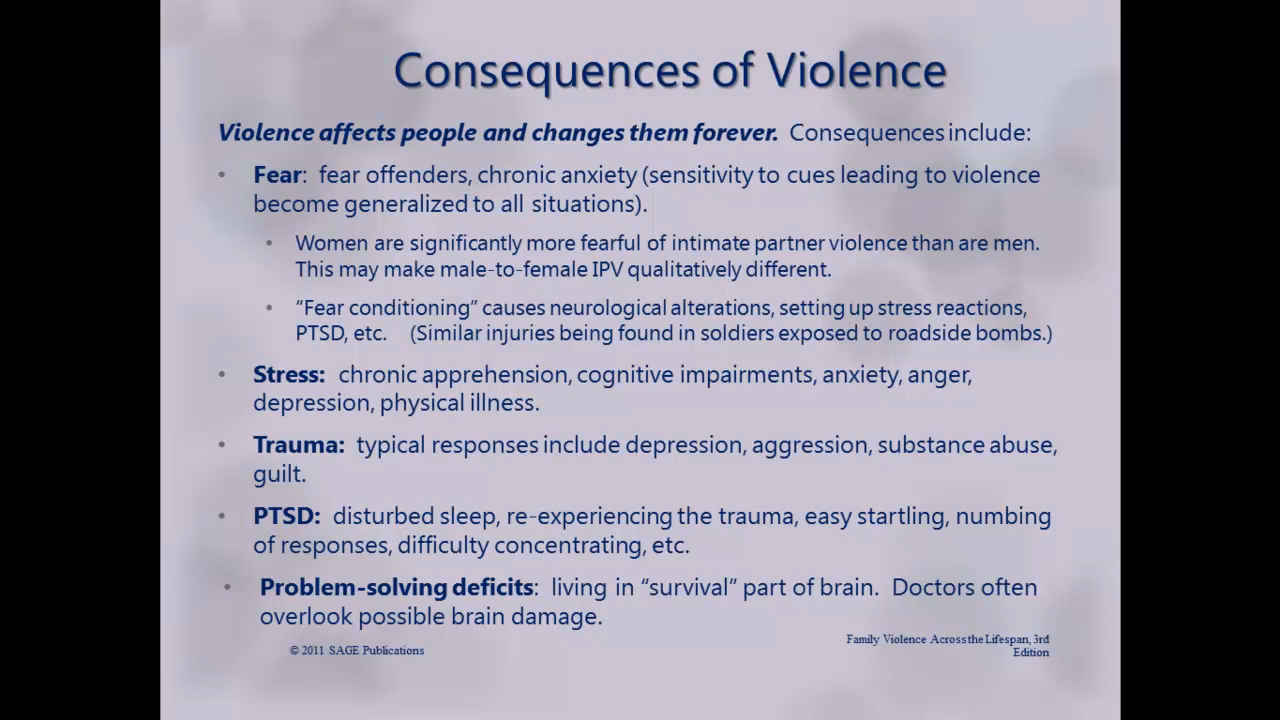 Consequences of Violence
Violence affects people and changes them forever. Consequences include:
• Fear: fear offenders, chronic anxiety (sensitivity to cues leading to violence
become generalized to all situations).
• Women are significantly more fearful of intimate partner violence than are men.
This may make male-to-female IPV qualitatively different.
• “Fear conditioning” causes neurological alterations, setting up stress reactions,
PTSD, etc. (Similar injuries being found in soldiers exposed to roadside bombs.)
• Stress: chronic apprehension, cognitive impairments, anxiety, anger,
depression, physical illness.
• Trauma: typical responses include depression, aggression, substance abuse,
guilt.
• PTSD: disturbed sleep, re-experiencing the trauma, easy startling, numbing
of responses, difficulty concentrating, etc.
• Problem-solving deficits: living in “survival” part of brain. Doctors often
overlook possible brain damage.
© 2011 SAGE Publications
Family Violence Across the Lifespan, 3rd
Edition